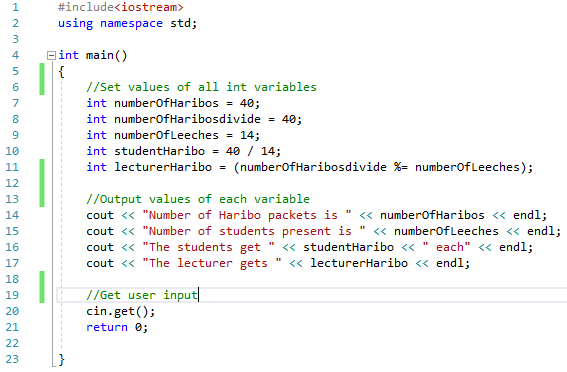 1 #include<iostream>
2 using namespace std;
3
4 int main()
5 {
6 //Set values of all int variables
7 int numberOfHaribos = 40;
8 int numberOfHaribosdivide = 40;
9 int numberOfLeeches = 14;
10 int studentHaribo = 40 / 14;
11 int lecturerHaribo = (numberOfHaribosdivide %= numberOfLeeches);
12
13 //Output values of each variable
14 cout << "Number of Haribo packets is " << numberOfHaribos << endl;
15 cout << "Number of students present is " << numberOfLeeches << endl;
16 cout << "The students get " << studentHaribo << " each" << endl;
17 cout << "The lecturer gets " << lecturerHaribo << endl;
18
19 //Get user input
20 cin.get();
21 return 0;
22
23 }